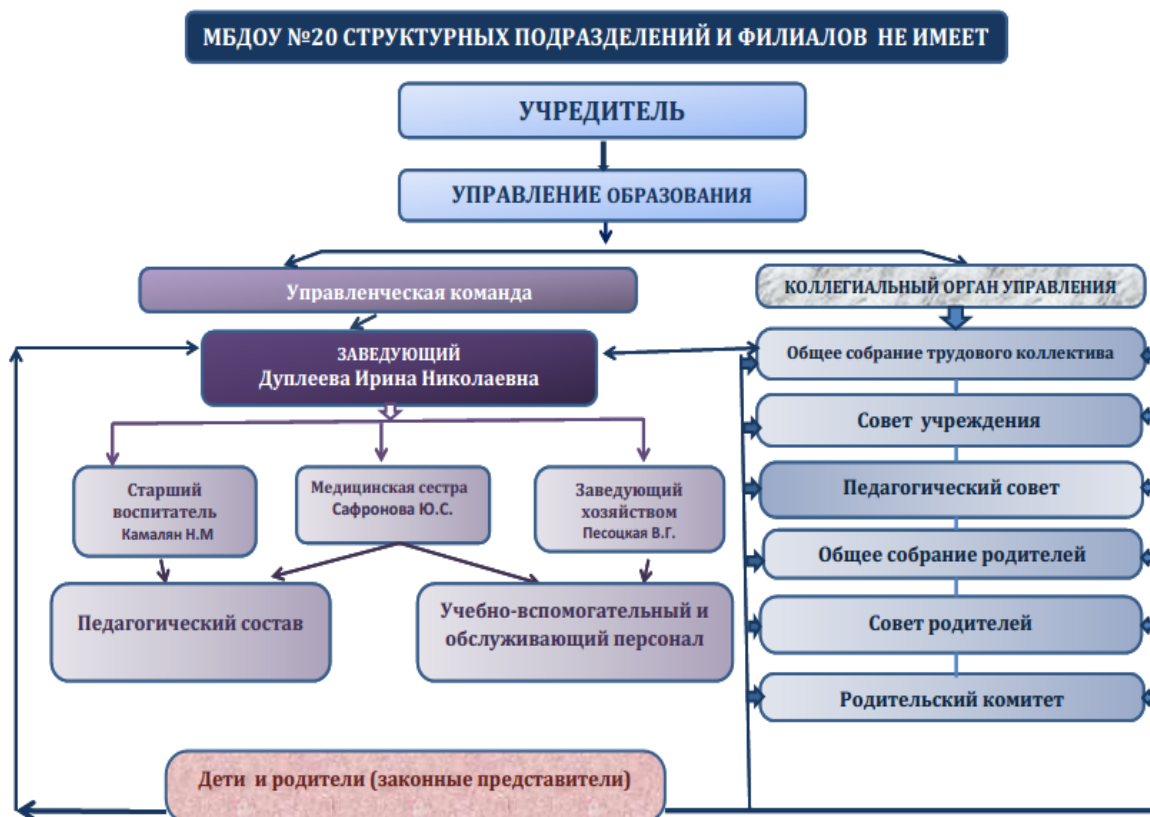 МБДОУ №20 СТРУКТУРНЫХ ПОДРАЗДЕЛЕНИЙ И ФИЛИАЛОВ НЕ ИМЕЕТ
УЧРЕДИТЕЛЬ
УПРАВЛЕНИЕ ОБРАЗОВАНИЯ
Управленческая команда
КОЛЛЕГИАЛЬНЫЙ ОРГАН УПРАВЛЕНИЯ
ЗАВЕДУЮЩИЙ
Дуплеева Ирина Николаевна
Общее собрание трудового коллектива
Совет учреждения
Педагогический совет
Общее собрание родителей
Совет родителей
Родительский комитет
Старший
воспитатель
Камалян Н.М
Медицинская сестра
Сафронова Ю.С.
Заведующий
хозяйством
Песоцкая В.Г.
Педагогический состав
Учебно-вспомогательный и
обслуживающий персонал
Дети и родители (законные представители)